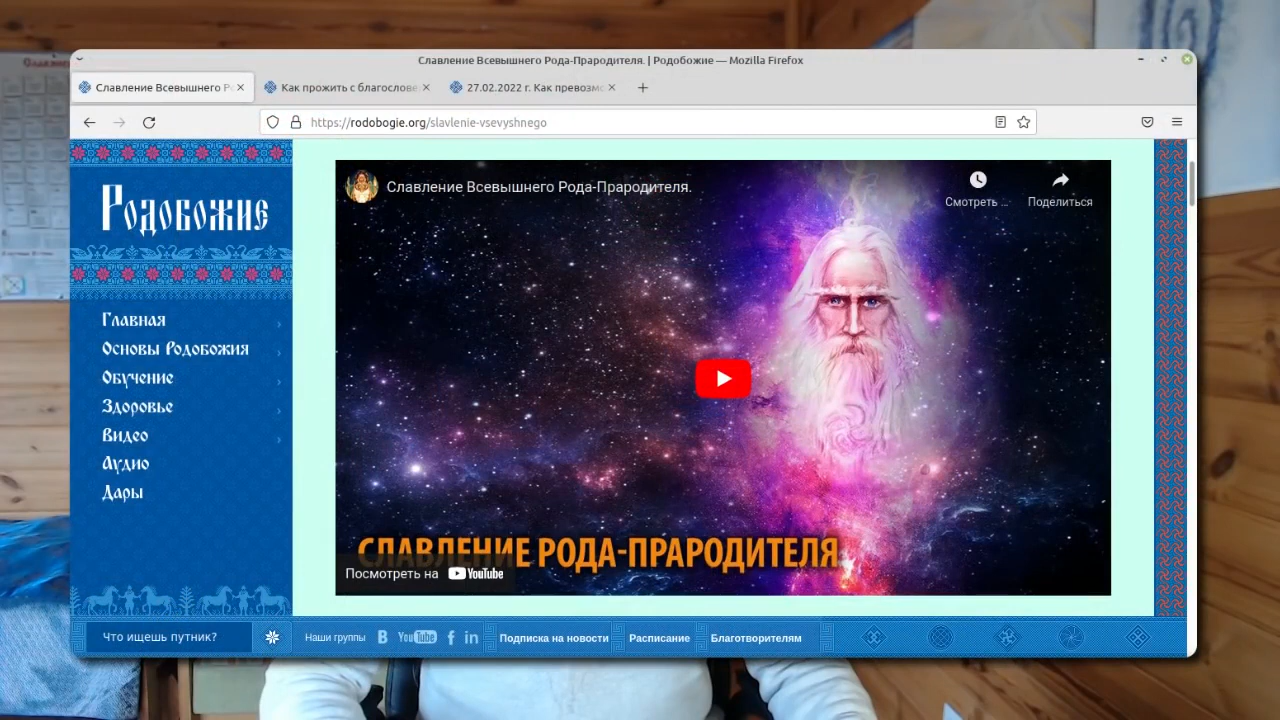 Славление Всевышнего Рода-Прародителя. | Родобожие — Mozilla Firefox
Славление Всевышнего Р
Как прожить с благослове
27.02.2022 г. Как превозмо
https://rodobogie.org/slavlenie-vsevyshnego
Родобожие
Главная
Основы Родобожия
Обучение
Здоровье
Видео
Аудио
Дары
Славление Всевышнего Рода-Прародителя.
Смотреть ...
Поделиться
СЛАВЛЕНИЕ РОДА-ПРАРОДИТЕЛЯ
Посмотреть на YouTube
Что ищешь путник?
Наши группы
B
YouTube
f
in
Подписка на новости
Расписание
Благотворителям